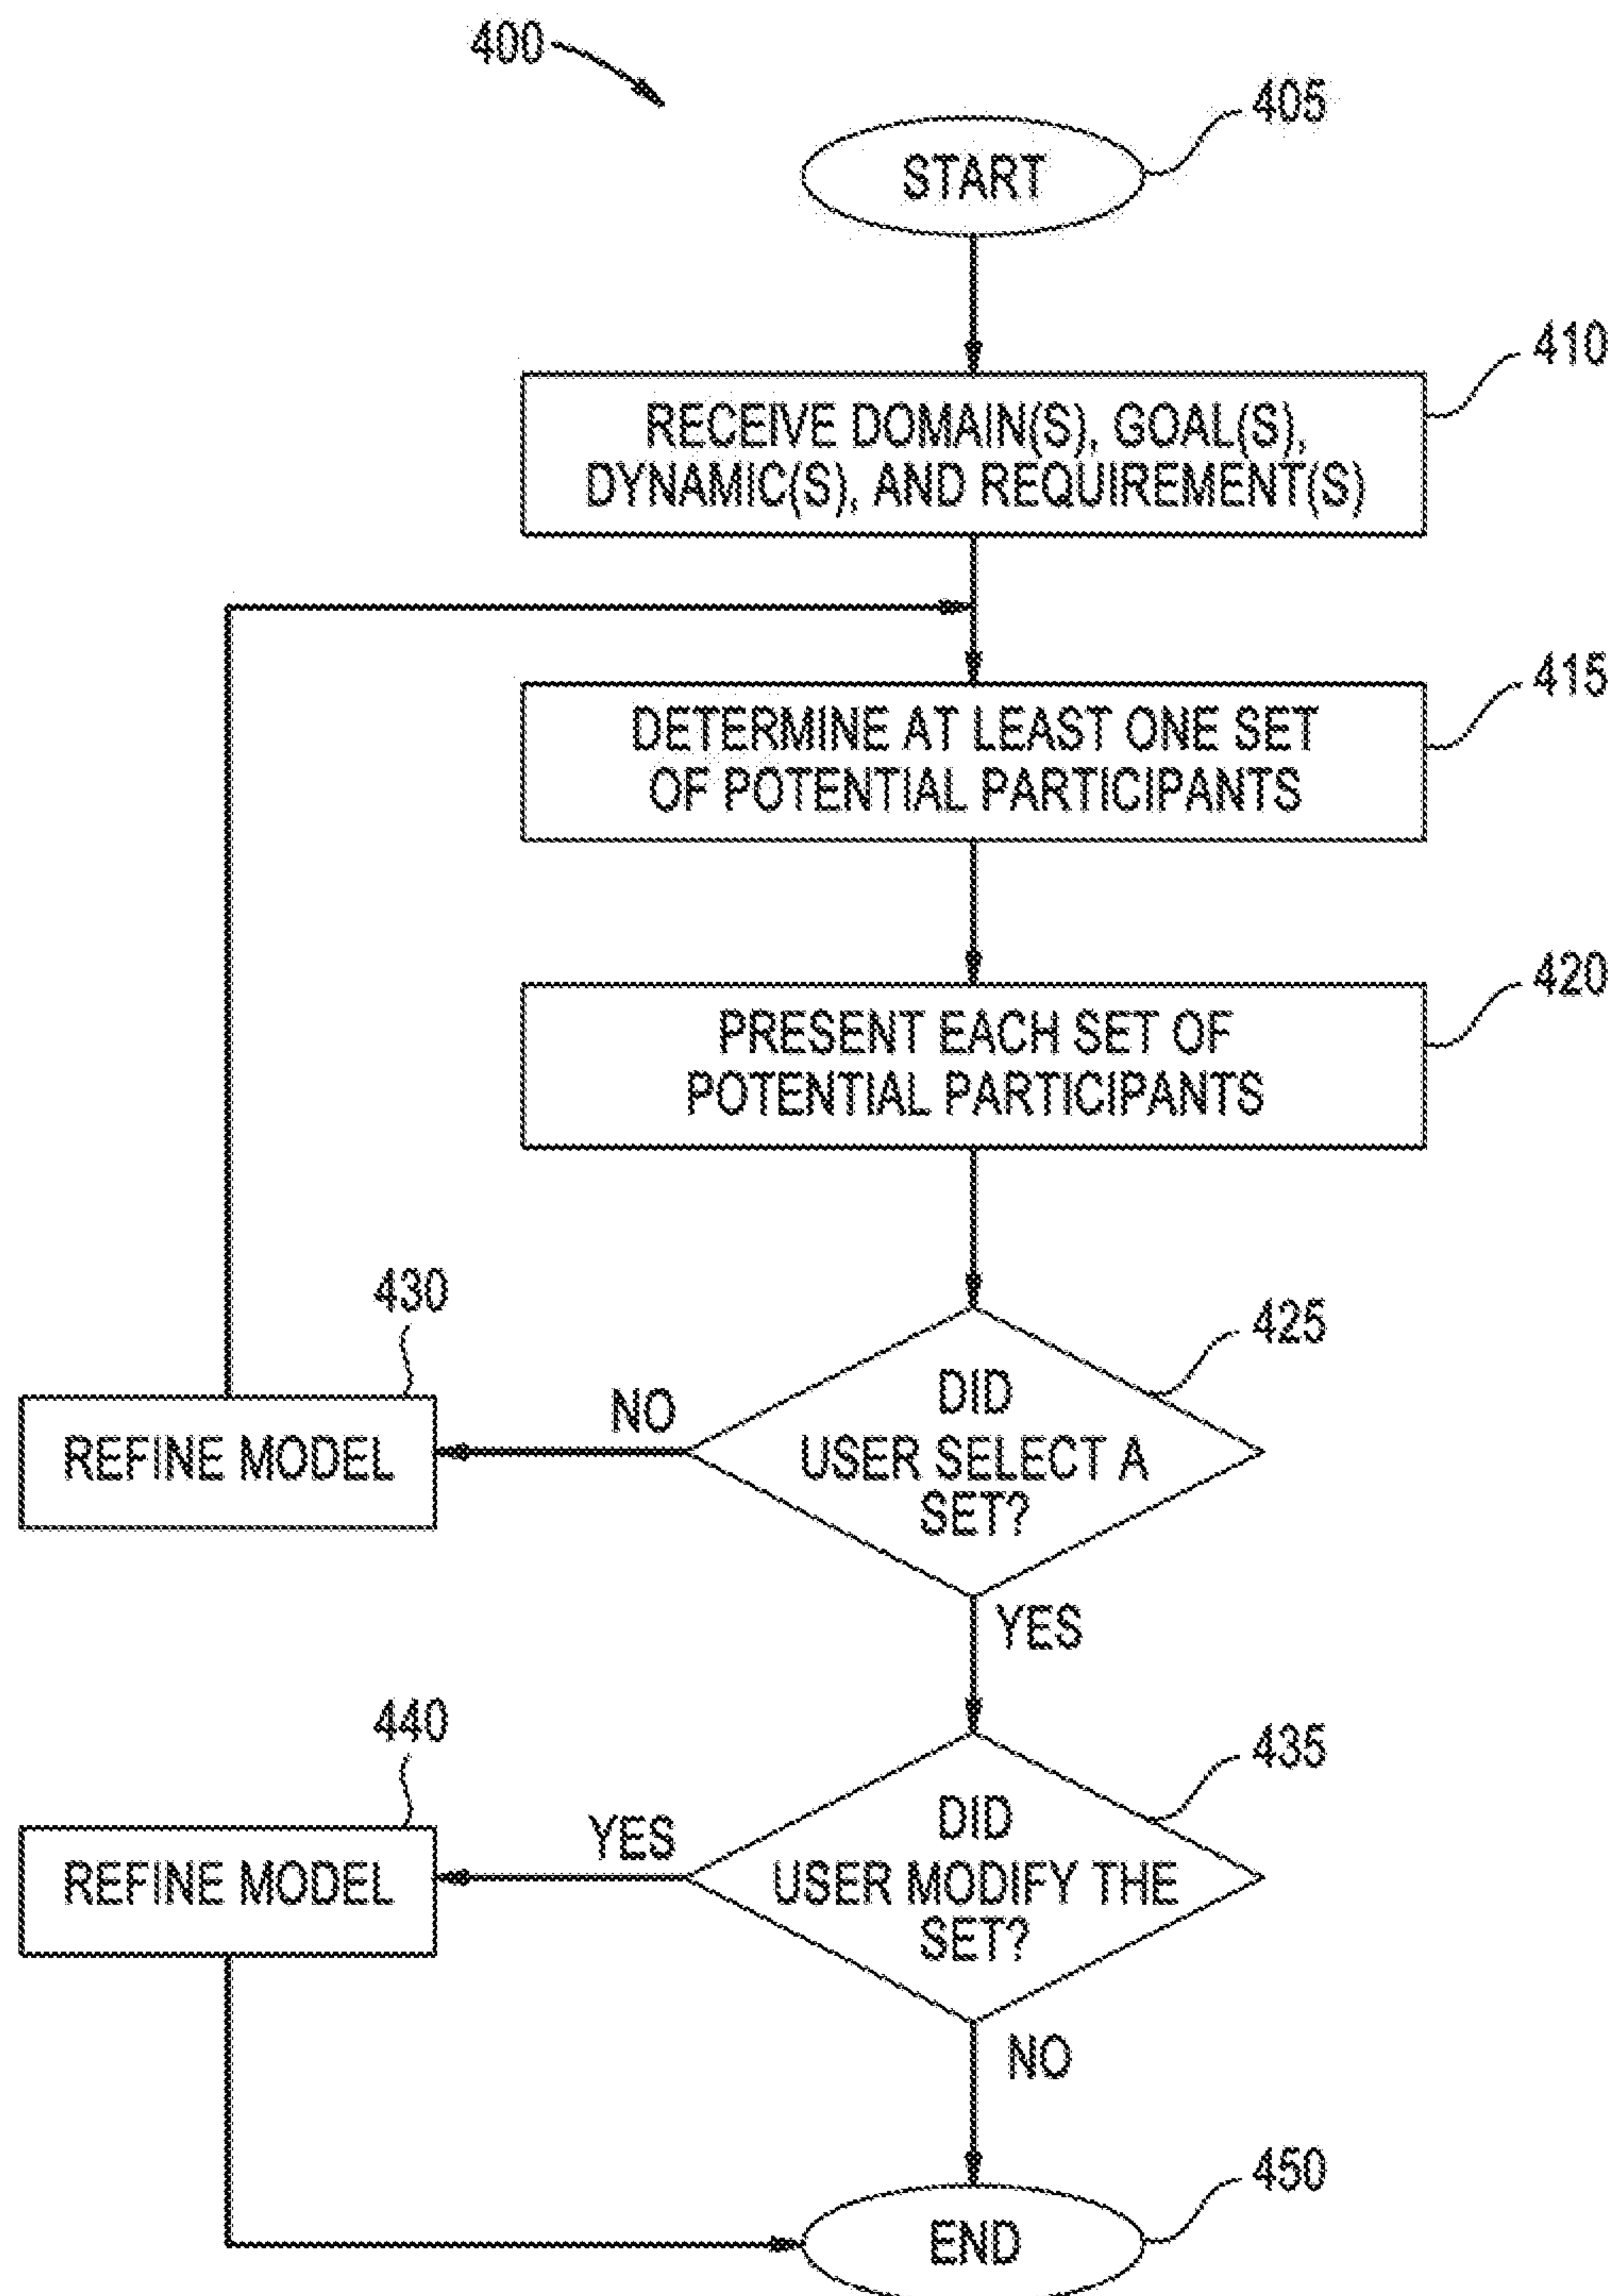 400
405
START
410
RECEIVE DOMAIN(S), GOAL(S),
DYNAMIC(S), AND REQUIREMENT(S)
415
DETERMINE AT LEAST ONE SET
OF POTENTIAL PARTICIPANTS
420
PRESENT EACH SET OF
POTENTIAL PARTICIPANTS
430
425
REFINE MODEL
NO
DID
USER SELECT A
SET?
YES
440
435
REFINE MODEL
YES
DID
USER MODIFY THE
SET?
NO
450
END